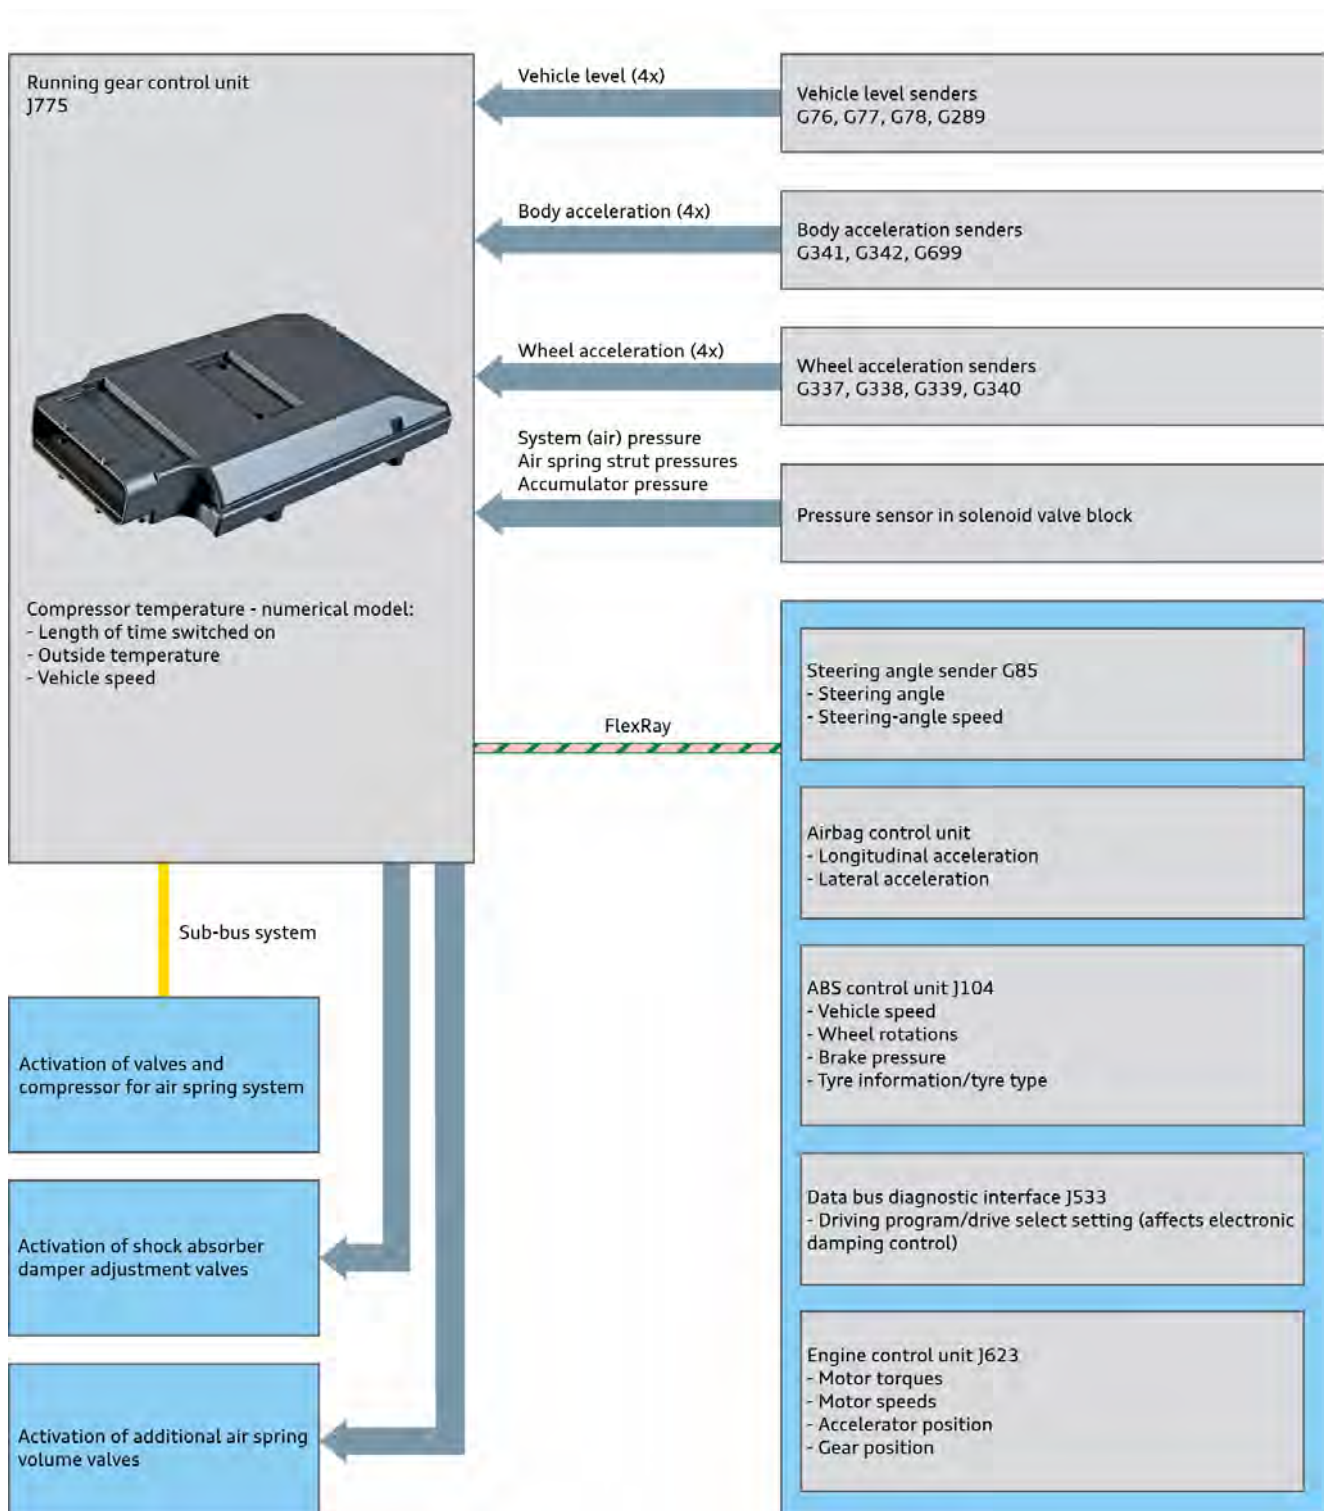 Running gear control unit
J775
Vehicle level (4x)
Vehicle level senders
G76, G77, G78, G289
Body acceleration (4x)
Body acceleration senders
G341, G342, G699
Wheel acceleration (4x)
Wheel acceleration senders
G337, G338, G339, G340
System (air) pressure
Air spring strut pressures
Accumulator pressure
Pressure sensor in solenoid valve block
Compressor temperature - numerical model:
- Length of time switched on
- Outside temperature
- Vehicle speed
FlexRay
Steering angle sender G85
- Steering angle
- Steering-angle speed
Airbag control unit
- Longitudinal acceleration
- Lateral acceleration
ABS control unit J104
- Vehicle speed
- Wheel rotations
- Brake pressure
- Tyre information/tyre type
Data bus diagnostic interface J533
- Driving program/drive select setting (affects electronic
damping control)
Engine control unit J623
- Motor torques
- Motor speeds
- Accelerator position
- Gear position
Sub-bus system
Activation of valves and
compressor for air spring system
Activation of shock absorber
damper adjustment valves
Activation of additional air spring
volume valves